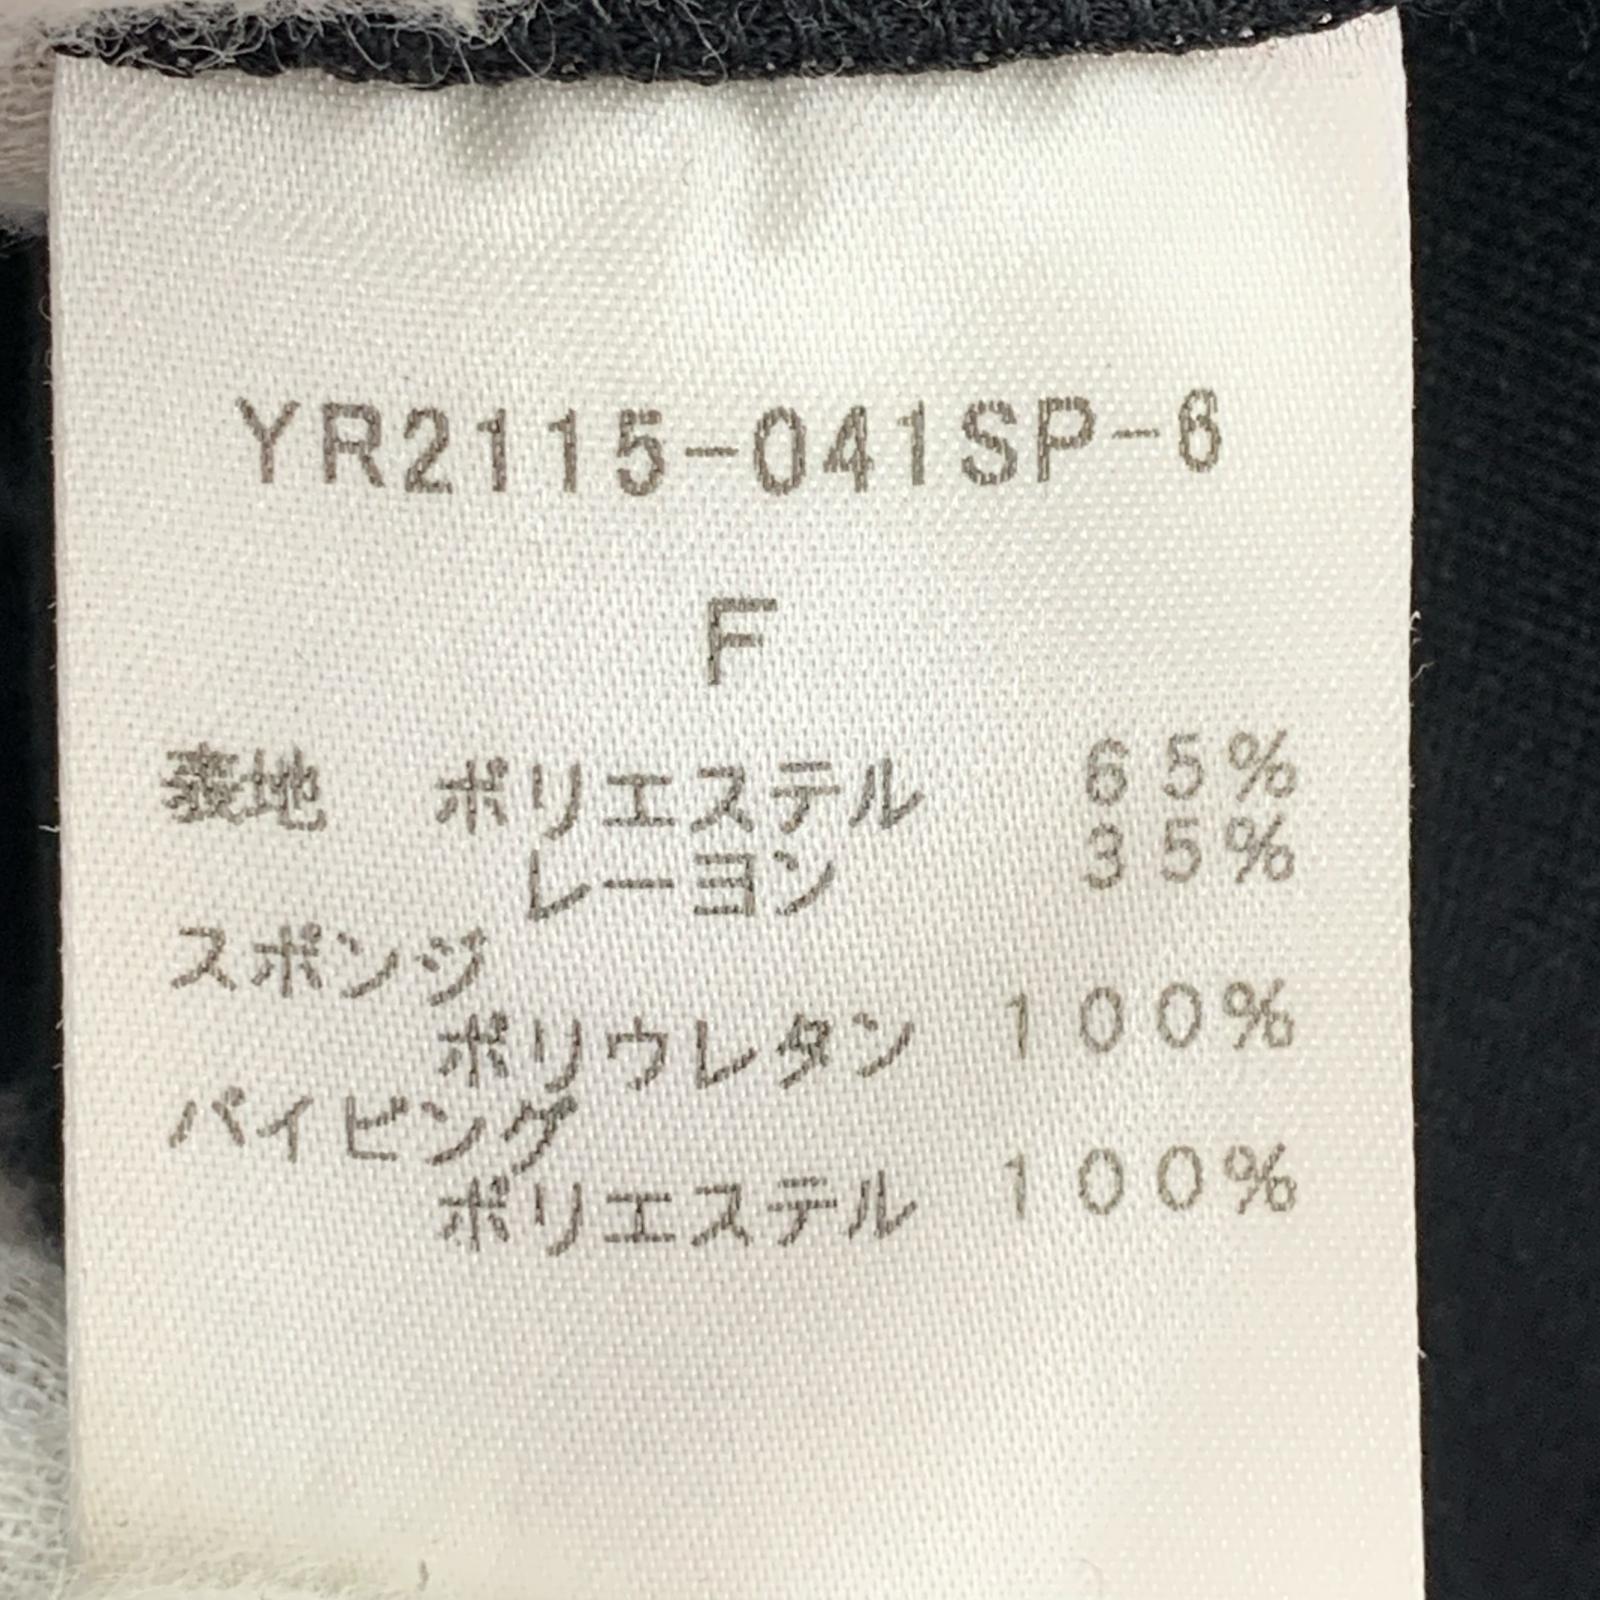 YR2115-041SP-6
F
表地 ポリエステル 65%
レーヨン 35%
スポンジ
ポリウレタン 100%
パイピング
ポリエステル 100%